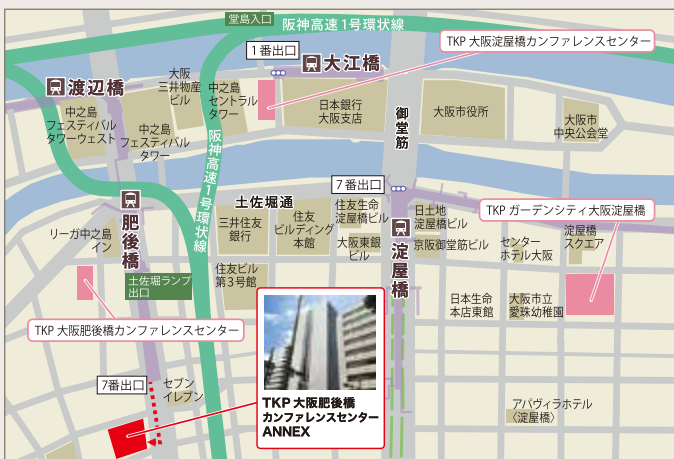 堂島入口
阪神高速1号環状線
1番出口
大江橋
TKP 大阪淀屋橋カンファレンスセンター
渡辺橋
大阪
三井物産
ビル
中之島
セントラル
タワー
日本銀行
大阪支店
御堂筋
大阪市役所
大阪市
中央公会堂
中之島
フェスティバル
タワーウェスト
中之島
フェスティバル
タワー
阪神高速1号環状線
7番出口
土佐堀通
肥後橋
リーガ中之島
イン
三井住友
銀行
住友
ビルディング
本館
住友生命
淀屋橋ビル
大阪東銀
ビル
淀屋橋
日土地
淀屋橋ビル
京阪御堂筋ビル
TKP ガーデンシティ大阪淀屋橋
センター
ホテル大阪
淀屋橋
スクエア
土佐堀ランプ
出口
住友ビル
第3号館
日本生命
本店東館
大阪市立
愛珠幼稚園
TKP 大阪肥後橋カンファレンスセンター
7番出口
セブン
イレブン
TKP 大阪肥後橋
カンファレンスセンター
ANNEX
アパヴィラホテル
〈淀屋橋〉